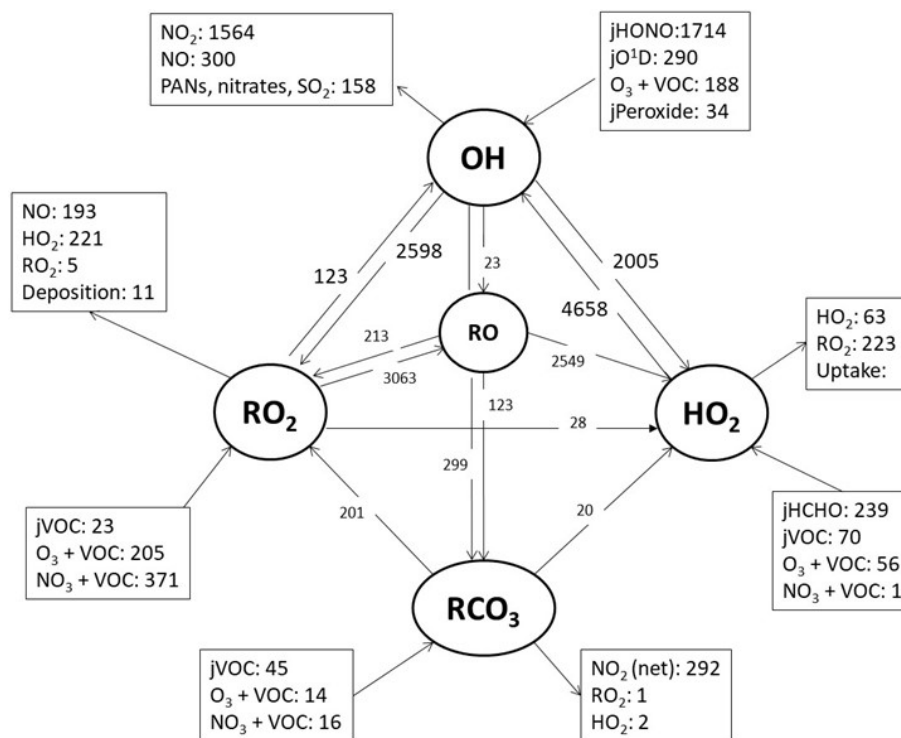 NO₂: 1564
NO: 300
PANs, nitrates, SO₂: 158
jHONO:1714
jO¹D: 290
O₃ + VOC: 188
jPeroxide: 34
OH
NO: 193
HO₂: 221
RO₂: 5
Deposition: 11
123
2598
23
2005
4658
HO₂: 63
RO₂: 223
Uptake:
RO
213
3063
2549
RO₂
123
HO₂
28
299
201
20
jVOC: 23
O₃ + VOC: 205
NO₃ + VOC: 371
jHCHO: 239
jVOC: 70
O₃ + VOC: 56
NO₃ + VOC: 1
RCO₃
jVOC: 45
O₃ + VOC: 14
NO₃ + VOC: 16
NO₂ (net): 292
RO₂: 1
HO₂: 2